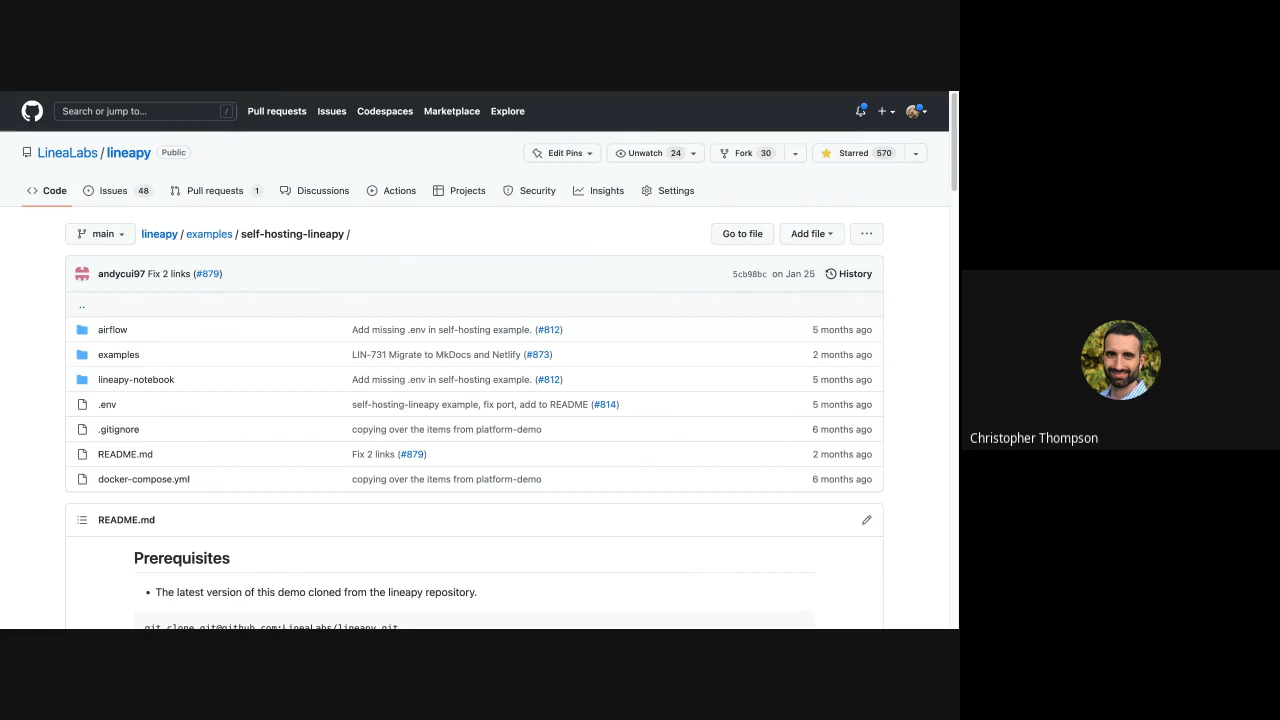 Search or jump to... /
Pull requests Issues Codespaces Marketplace Explore
LineaLabs / lineapy Public
Edit Pins Unwatch 24 Fork 30 Starred 570
Code Issues 48 Pull requests 1 Discussions Actions Projects Security Insights Settings
main lineapy / examples / self-hosting-lineapy / Go to file Add file ...
andycui97 Fix 2 links (#879) 5cb98bc on Jan 25 History
..
airflow Add missing .env in self-hosting example. (#812) 5 months ago
examples LIN-731 Migrate to MkDocs and Netlify (#873) 2 months ago
lineapy-notebook Add missing .env in self-hosting example. (#812) 5 months ago
.env self-hosting-lineapy example, fix port, add to README (#814) 5 months ago
.gitignore copying over the items from platform-demo 6 months ago
README.md Fix 2 links (#879) 2 months ago
docker-compose.yml copying over the items from platform-demo 6 months ago
README.md
Prerequisites
• The latest version of this demo cloned from the lineapy repository.
git clone git@github.com:LineaLabs/lineapy.git
Christopher Thompson